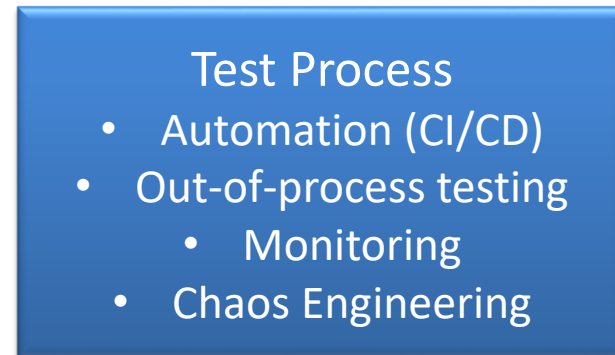 Test Process
• Automation (CI/CD)
• Out-of-process testing
• Monitoring
• Chaos Engineering